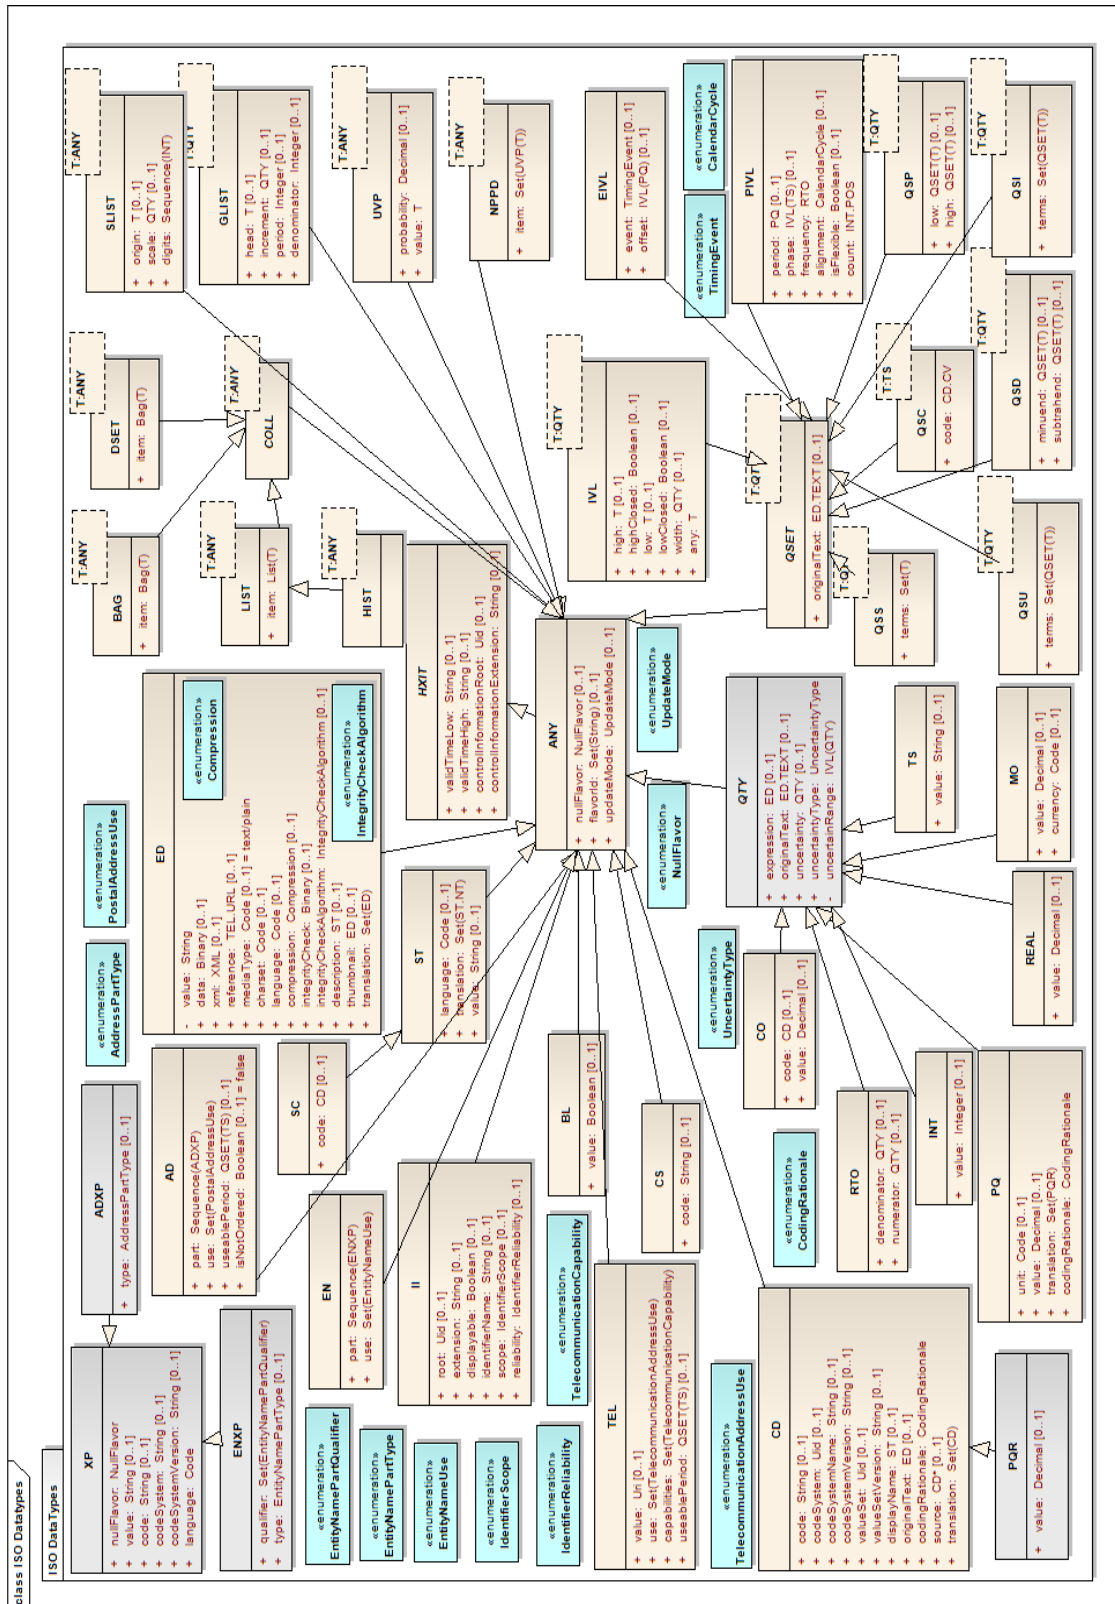 class ISO Datatypes
ISO DataTypes
XP
+ nullFlavor: NullFlavor
+ value: String [0..1]
+ code: String [0..1]
+ codeSystem: String [0..1]
+ codeSystemVersion: String [0..1]
+ language: Code
ADXP
+ type: AddressPartType [0..1]
ENXP
+ qualifier: Set(EntityNamePartQualifier)
+ type: EntityNamePartType [0..1]
«enumeration»
AddressPartType
«enumeration»
PostalAddressUse
AD
+ part: Sequence(ADXP)
+ use: Set(PostalAddressUse)
+ useablePeriod: QSET(TS) [0..1]
+ isNotOrdered: Boolean [0..1] = false
ED
- value: String
+ data: Binary [0..1]
+ xml: XML [0..1]
+ reference: TEL.URL [0..1]
+ mediaType: Code [0..1] = text/plain
+ charset: Code [0..1]
+ language: Code [0..1]
+ compression: Compression [0..1]
+ integrityCheck: Binary [0..1]
+ integrityCheckAlgorithm: IntegrityCheckAlgorithm [0..1]
+ description: ST [0..1]
+ thumbnail: ED [0..1]
+ translation: Set(ED)
«enumeration»
Compression
«enumeration»
IntegrityCheckAlgorithm
BAG
T:ANY
+ item: Bag(T)
DSET
T:ANY
+ item: Bag(T)
SLIST
T:ANY
+ origin: T [0..1]
+ scale: QTY [0..1]
+ digits: Sequence(INT)
GLIST
T:QTY
+ head: T [0..1]
+ increment: QTY [0..1]
+ period: Integer [0..1]
+ denominator: Integer [0..1]
LIST
T:ANY
+ item: List(T)
COLL
T:ANY
HIST
T:ANY
UVP
T:ANY
+ probability: Decimal [0..1]
+ value: T
NPPD
T:ANY
+ item: Set(UVP(T))
SC
+ code: CD [0..1]
ST
+ language: Code [0..1]
+ translation: Set(ST.NT)
+ value: String [0..1]
HXIT
+ validTimeLow: String [0..1]
+ validTimeHigh: String [0..1]
+ controlInformationRoot: Uid [0..1]
+ controlInformationExtension: String [0..1]
EN
+ part: Sequence(ENXP)
+ use: Set(EntityNameUse)
«enumeration»
EntityNamePartQualifier
«enumeration»
EntityNamePartType
«enumeration»
EntityNameUse
«enumeration»
IdentifierScope
«enumeration»
IdentifierReliability
II
+ root: Uid [0..1]
+ extension: String [0..1]
+ displayable: Boolean [0..1]
+ identifierName: String [0..1]
+ scope: IdentifierScope [0..1]
+ reliability: IdentifierReliability [0..1]
ANY
+ nullFlavor: NullFlavor [0..1]
+ flavorId: Set(String) [0..1]
+ updateMode: UpdateMode [0..1]
«enumeration»
TelecommunicationCapability
BL
+ value: Boolean [0..1]
CS
+ code: String [0..1]
TEL
+ value: Url [0..1]
+ use: Set(TelecommunicationAddressUse)
+ capabilities: Set(TelecommunicationCapability)
+ useablePeriod: QSET(TS) [0..1]
«enumeration»
NullFlavor
«enumeration»
UpdateMode
IVL
T:QTY
+ high: T [0..1]
+ highClosed: Boolean [0..1]
+ low: T [0..1]
+ lowClosed: Boolean [0..1]
+ width: QTY [0..1]
+ any: T
EIVL
+ event: TimingEvent [0..1]
+ offset: IVL(PQ) [0..1]
«enumeration»
TimingEvent
«enumeration»
CalendarCycle
PIVL
+ period: PQ [0..1]
+ phase: IVL(TS) [0..1]
+ frequency: RTO
+ alignment: CalendarCycle [0..1]
+ isFlexible: Boolean [0..1]
+ count: INT.POS
«enumeration»
TelecommunicationAddressUse
CD
+ code: String [0..1]
+ codeSystem: Uid [0..1]
+ codeSystemName: String [0..1]
+ codeSystemVersion: String [0..1]
+ valueSet: Uid [0..1]
+ valueSetVersion: String [0..1]
+ displayName: ST [0..1]
+ originalText: ED [0..1]
+ codingRationale: CodingRationale
+ source: CD* [0..1]
+ translation: Set(CD)
«enumeration»
CodingRationale
«enumeration»
UncertaintyType
CO
+ code: CD [0..1]
+ value: Decimal [0..1]
QTY
+ expression: ED [0..1]
+ originalText: ED.TEXT [0..1]
+ uncertainty: QTY [0..1]
+ uncertaintyType: UncertaintyType
- uncertainRange: IVL(QTY)
QSET
T:QT
+ originalText: ED.TEXT [0..1]
QSP
T:QTY
+ low: QSET(T) [0..1]
+ high: QSET(T) [0..1]
QSC
T:TS
+ code: CD.CV
QSS
T:QT
+ terms: Set(T)
RTO
+ denominator: QTY [0..1]
+ numerator: QTY [0..1]
INT
+ value: Integer [0..1]
TS
+ value: String [0..1]
QSI
T:QTY
+ terms: Set(QSET(T))
QSD
T:QTY
+ minuend: QSET(T) [0..1]
+ subtrahend: QSET(T) [0..1]
QSU
T:QTY
+ terms: Set(QSET(T))
PQ
+ unit: Code [0..1]
+ value: Decimal [0..1]
+ translation: Set(PQR)
+ codingRationale: CodingRationale
REAL
+ value: Decimal [0..1]
MO
+ value: Decimal [0..1]
+ currency: Code [0..1]
PQR
+ value: Decimal [0..1]